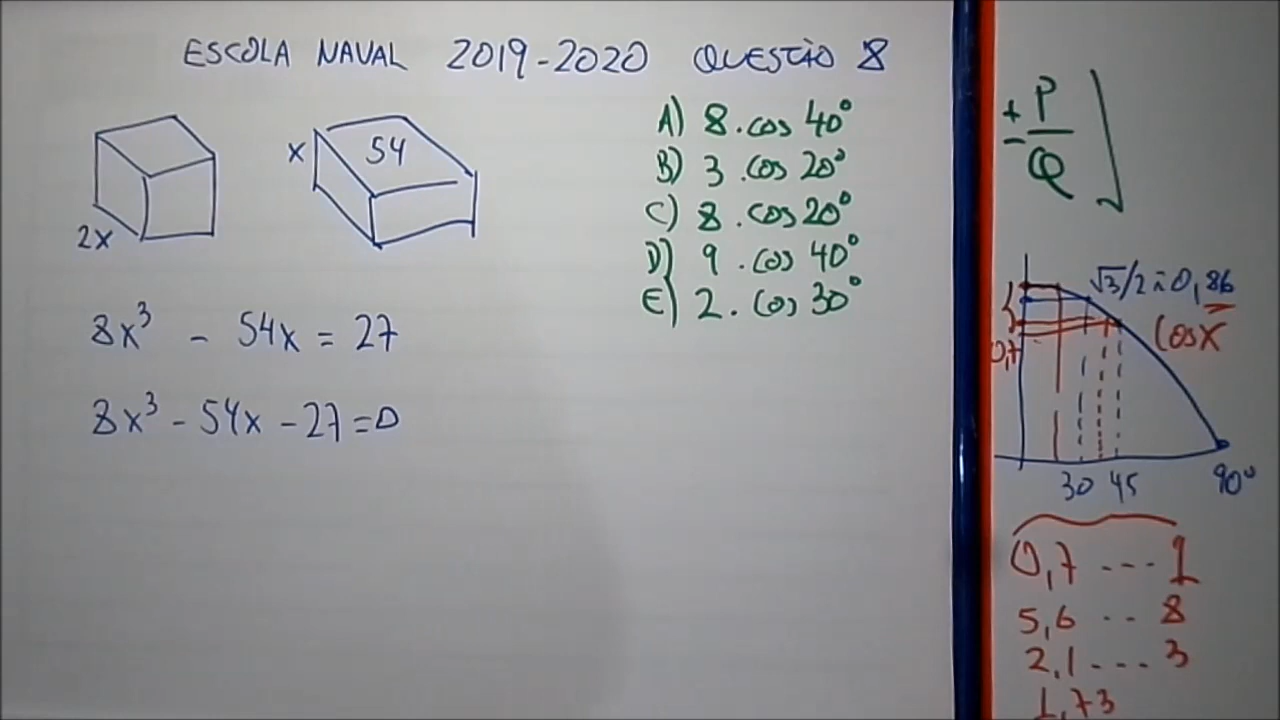 ESCOLA NAVAL 2019-2020 QUESTÃO 8
2x
x
54
8x³ - 54x = 27
8x³ - 54x - 27 = 0
A) 8 . cos 40°
B) 3 . cos 20°
C) 8 . cos 20°
D) 9 . cos 40°
E) 2 . cos 30°
± P/Q
√3/2 ≈ 0,86
cos x
0,7
30 45 90°
0,7 --- 1
5,6 -- 8
2,1 --- 3
1,73